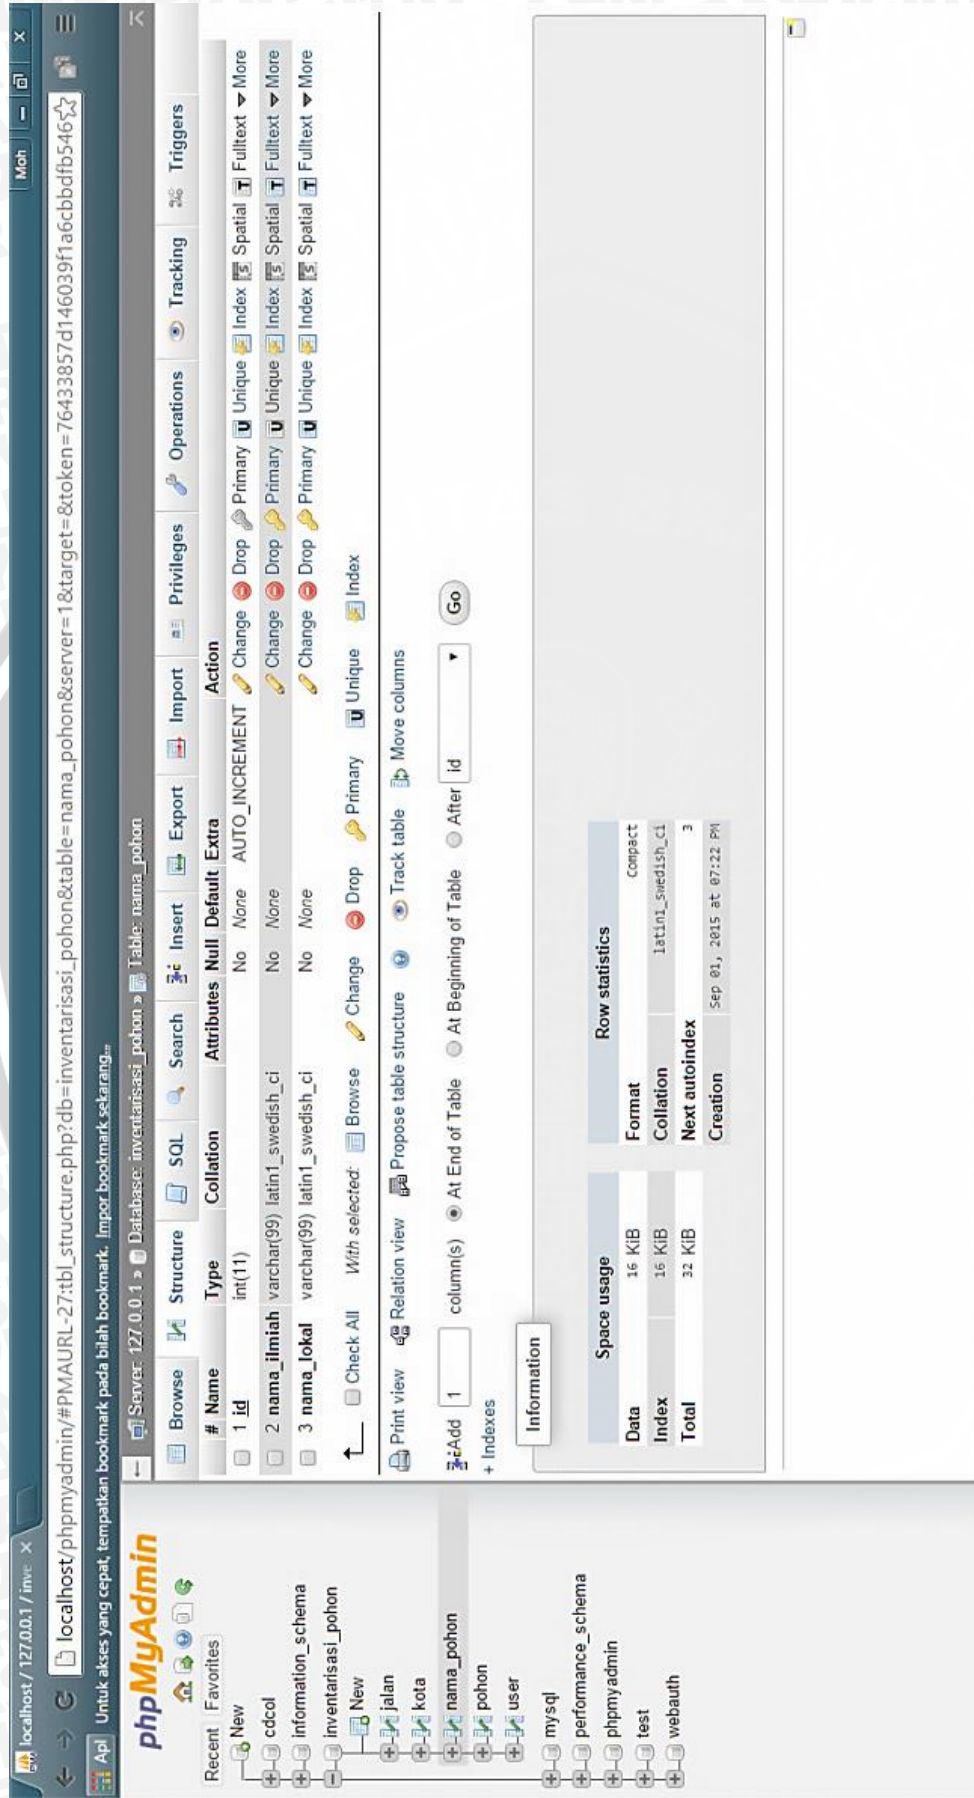 localhost / 127.0.0.1 / inve
Moh
localhost/phpmyadmin/#PMAURL-27:tbl_structure.php?db=inventarisasi_pohon&table=nama_pohon&server=1&target=&token=76433857d146039f1a6cbbdfb546
Apl Untuk akses yang cepat, tempatkan bookmark pada bilah bookmark. Impor bookmark sekarang...
phpMyAdmin
Recent Favorites
New
cdcol
information_schema
inventarisasi_pohon
New
jalan
kota
nama_pohon
pohon
user
mysql
performance_schema
phpmyadmin
test
webauth
Server: 127.0.0.1 » Database: inventarisasi_pohon » Table: nama_pohon
Browse Structure SQL Search Insert Export Import Privileges Operations Tracking Triggers
# Name Type Collation Attributes Null Default Extra Action
1 id int(11) No None AUTO_INCREMENT Change Drop Primary Unique Index Spatial Fulltext More
2 nama_ilmiah varchar(99) latin1_swedish_ci No None Change Drop Primary Unique Index Spatial Fulltext More
3 nama_lokal varchar(99) latin1_swedish_ci No None Change Drop Primary Unique Index Spatial Fulltext More
Check All With selected: Browse Change Drop Primary Unique Index
Print view Relation view Propose table structure Track table Move columns
Add 1 column(s) At End of Table At Beginning of Table After id Go
+ Indexes
Information
Space usage
Data 16 KiB
Index 16 KiB
Total 32 KiB
Row statistics
Format Compact
Collation latin1_swedish_ci
Next autoindex 3
Creation Sep 01, 2015 at 07:22 PM